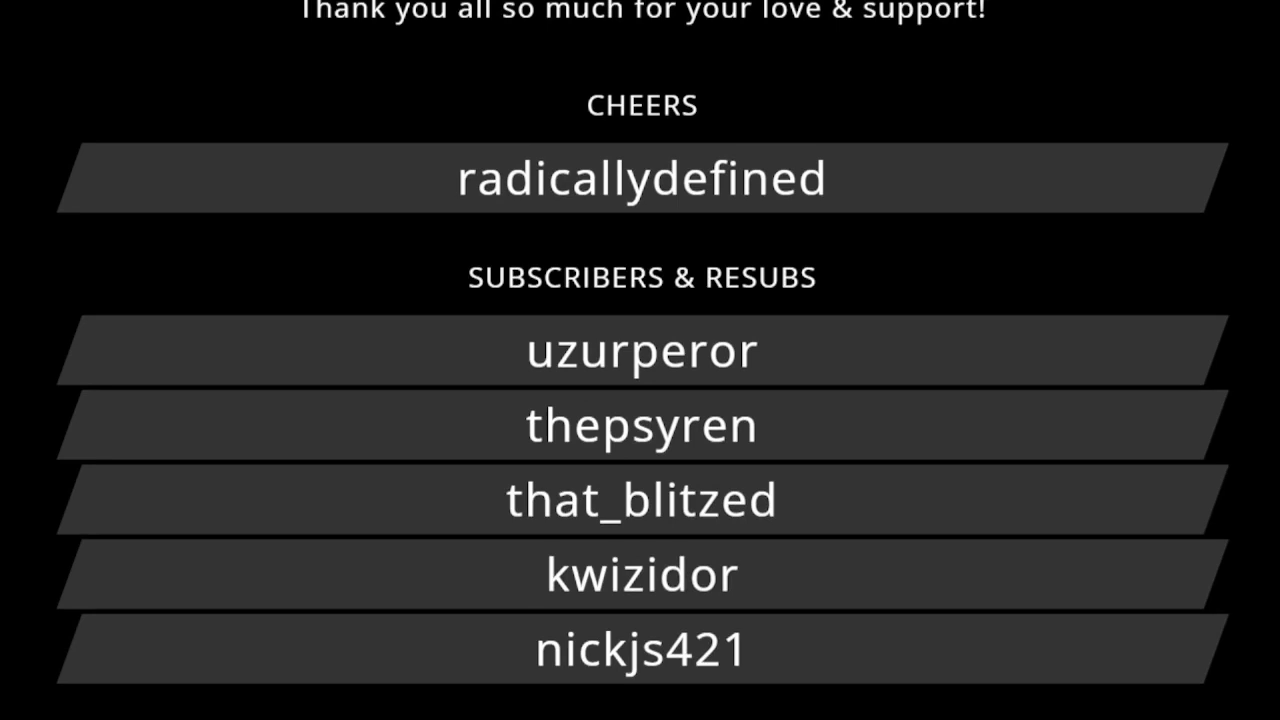 Thank you all so much for your love & support!
CHEERS
radicallydefined
SUBSCRIBERS & RESUBS
uzurperor
thepsyren
that_blitzed
kwizidor
nickjs421